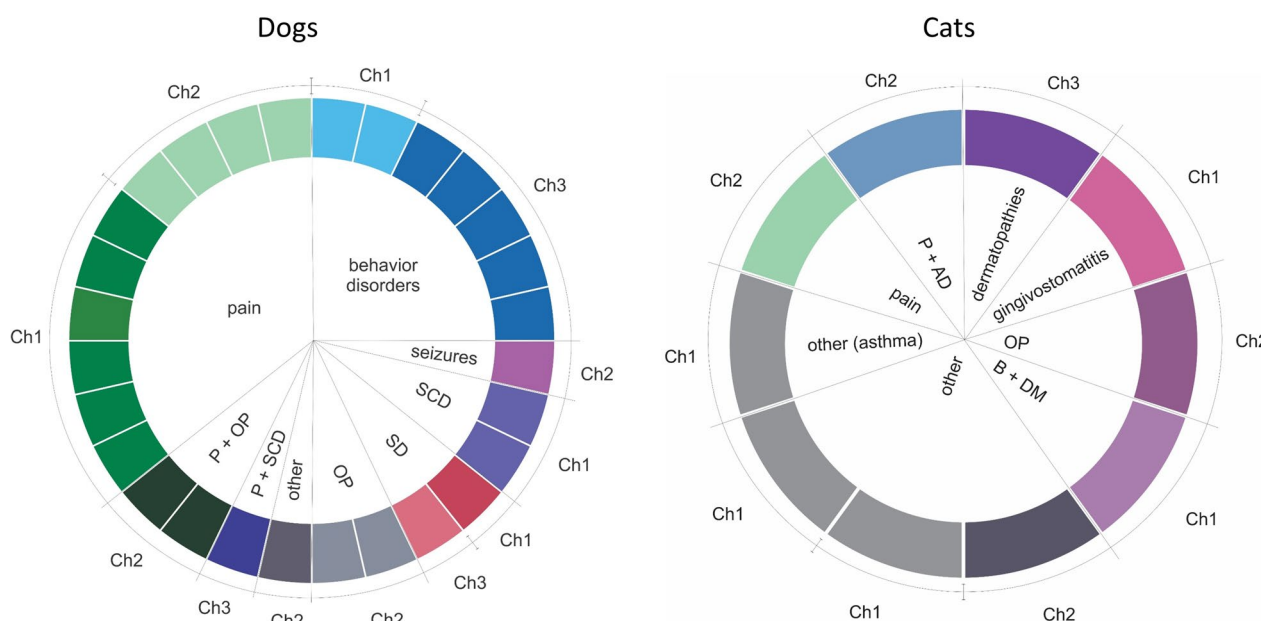 Dogs
Ch1
Ch2
Ch3
behavior
disorders
pain
seizures
Ch2
SCD
Ch1
SD
Ch1
Ch3
OP
Ch2
other
Ch2
P + SCD
Ch3
P + OP
Ch2
Ch1
Cats
Ch2
Ch3
Ch2
Ch1
P + AD
dermatopathies
gingivostomatitis
pain
other (asthma)
OP
Ch1
Ch2
other
B + DM
Ch1
Ch1
Ch1
Ch2